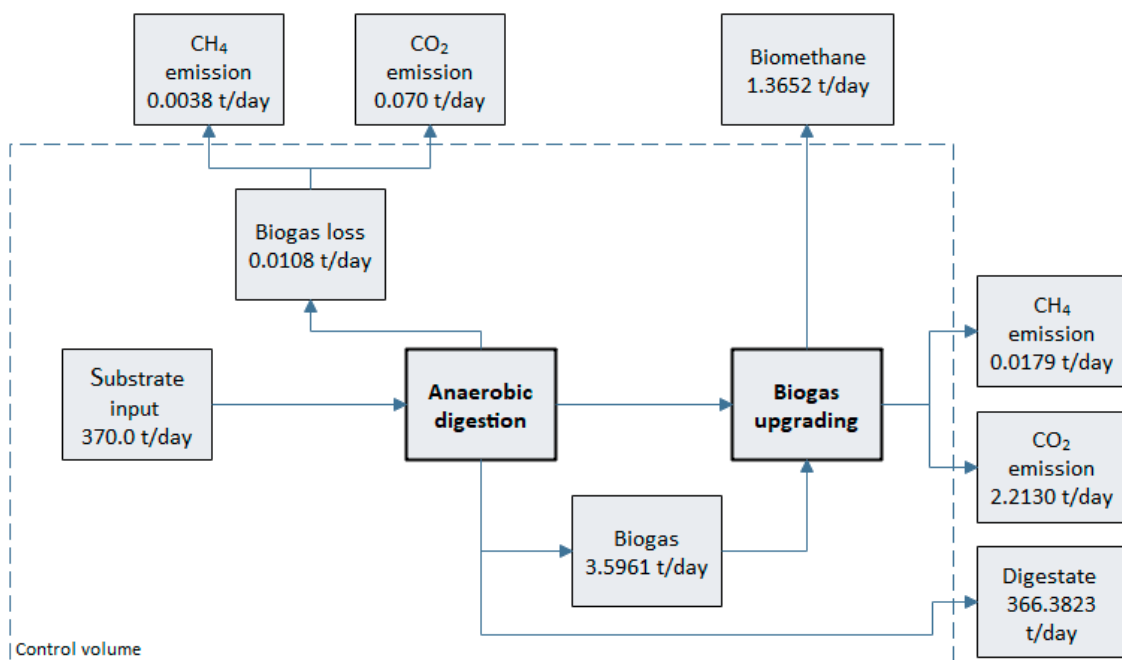 CH₄
emission
0.0038 t/day
CO₂
emission
0.070 t/day
Biomethane
1.3652 t/day
Biogas loss
0.0108 t/day
Substrate
input
370.0 t/day
Anaerobic
digestion
Biogas
upgrading
CH₄
emission
0.0179 t/day
CO₂
emission
2.2130 t/day
Biogas
3.5961 t/day
Digestate
366.3823
t/day
Control volume